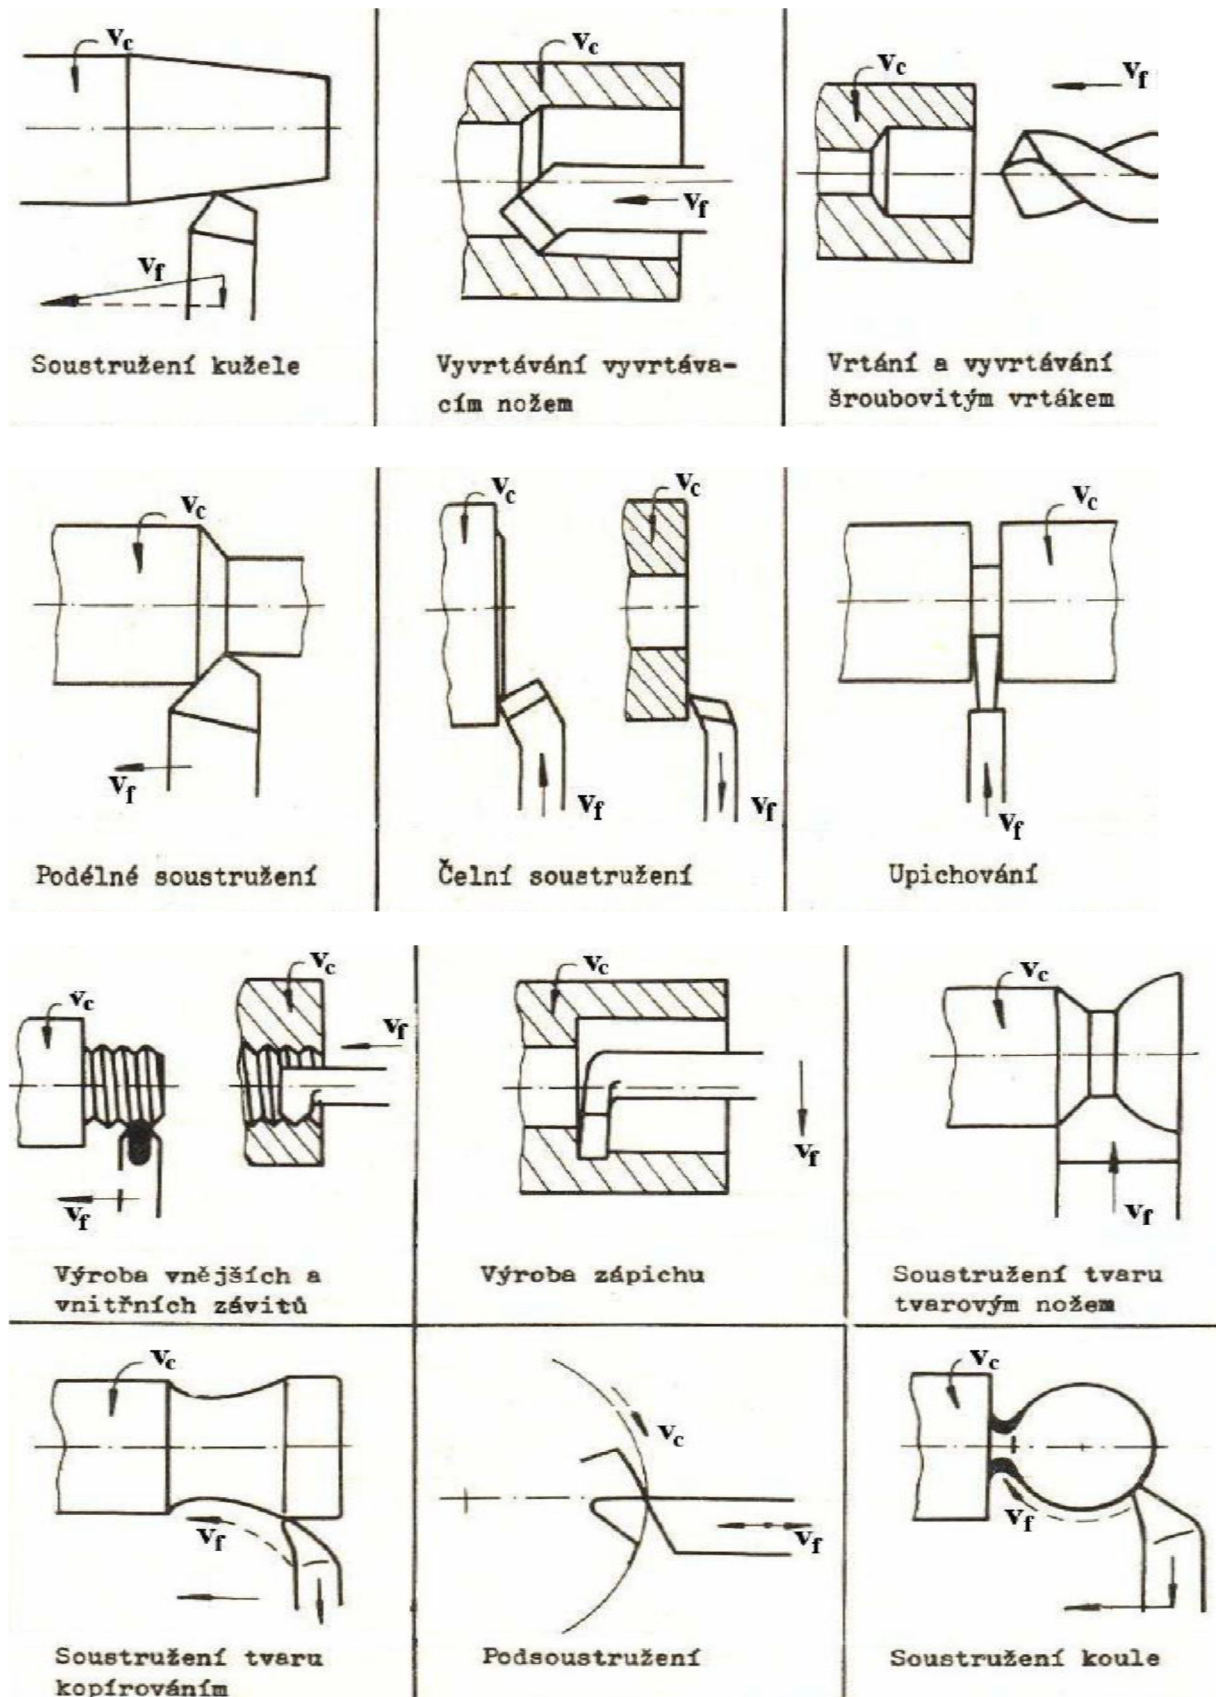 vc
vf
Soustružení kužele
vc
vf
Vyvrtávání vyvrtáva-
cím nožem
vc
vf
Vrtání a vyvrtávání
šroubovitým vrtákem
vc
vf
Podélné soustružení
vc
vc
vf
vf
Čelní soustružení
vc
vf
Upichování
vc
vc
vf
vf
Výroba vnějších a
vnitřních závitů
vc
vf
Výroba zápichu
vc
vf
Soustružení tvaru
tvarovým nožem
vc
vf
Soustružení tvaru
kopírováním
vc
vf
Podsoustružení
vc
vf
Soustružení koule